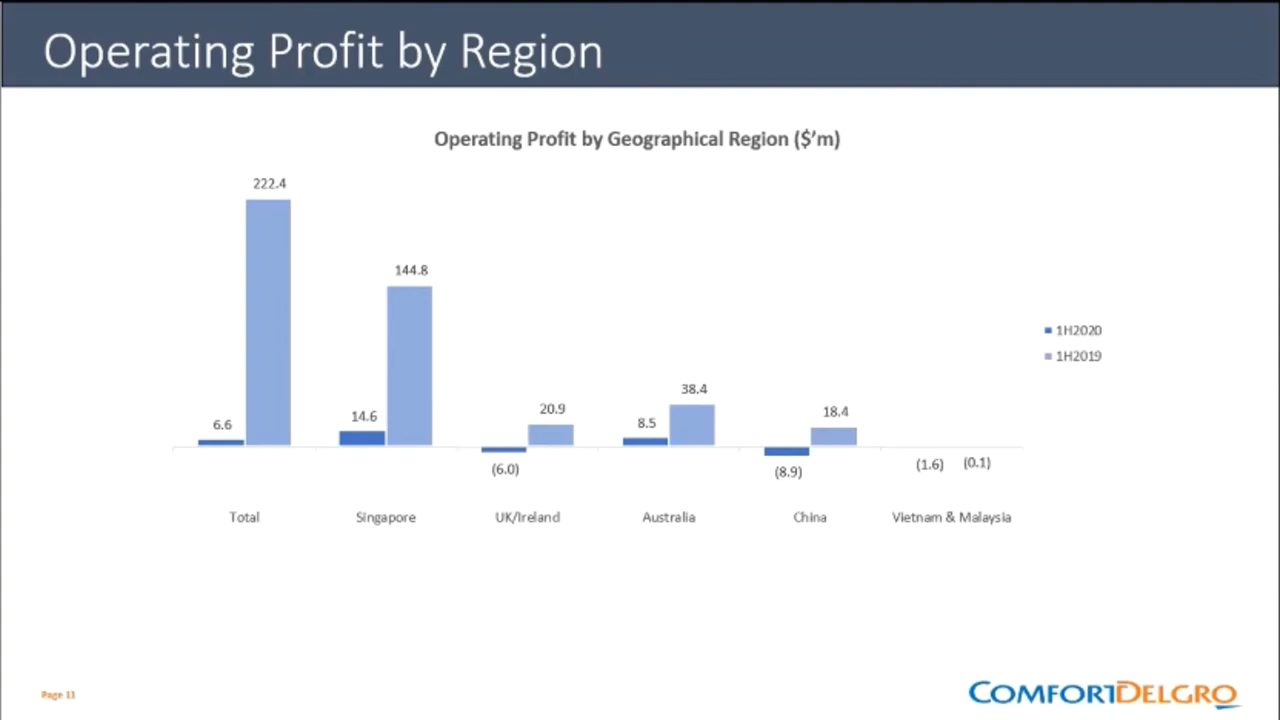 Operating Profit by Region
Operating Profit by Geographical Region ($'m)
222.4
144.8
1H2020
1H2019
38.4
20.9
18.4
6.6
14.6
8.5
(6.0)
(8.9)
(1.6)
(0.1)
Total
Singapore
UK/Ireland
Australia
China
Vietnam & Malaysia
Page 11
COMFORTDELGRO